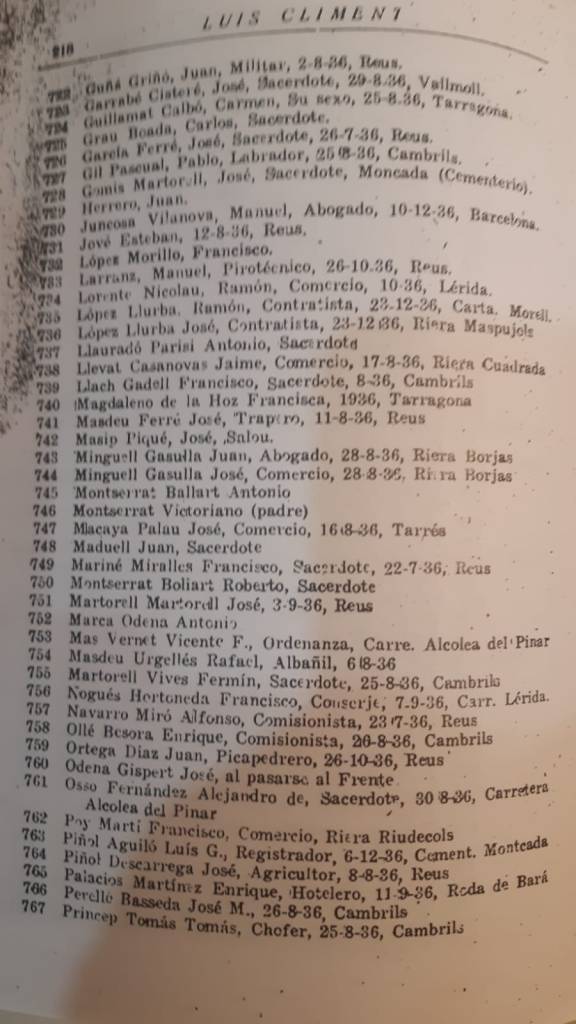 LUIS CLIMENT
218
722 Guñá Griñó, Juan, Militar, 2-8-36, Reus.
723 Garrabé Cisteré, José, Sacerdote, 29-8-36, Vallmoll.
724 Guillamat Calbó, Carmen, Su sexo, 25-8.36, Tarragona.
725 Grau Boada, Carlos, Sacerdote.
726 García Ferré, José, Sacerdote, 26-7-36, Reus.
727 Gil Pascual, Pablo, Labrador, 25-8-36, Cambrils.
728 Gomis Martorell, José, Sacerdote, Moncada (Cementerio).
729 Herrero, Juan.
730 Juncosa Vilanova, Manuel, Abogado, 10-12-36, Barcelona.
731 Jové Esteban, 12-8-36, Reus.
732 López Morillo, Francisco.
733 Larranz, Manuel, Pirotécnico, 26-10.36, Reus.
734 Lorente Nicolau, Ramón, Comercio, 10-36, Lérida.
735 López Llurba, Ramón, Contratista, 23-12-36, Carta. Morell.
736 López Llurba José, Contratista, 23-12-36, Riera Maspujols
737 Llauradó Parisi Antonio, Sacerdote
738 Llevat Casanovas Jaime, Comercio, 17-8-36, Riera Cuadrada
739 Llach Gadell Francisco, Sacerdote, 8-36, Cambrils
740 Magdaleno de la Hoz Francisca, 1936, Tarragona
741 Masdeu Ferré José, Trapero, 11-8-36, Reus
742 Masip Piqué, José, Salou.
743 Minguell Gasulla Juan, Abogado, 28-8-36, Riera Borjas
744 Minguell Gasulla José, Comercio, 28-8-36, Riera Borjas
745 Montserrat Ballart Antonio
746 Montserrat Victoriano (padre)
747 Macaya Palau José, Comercio, 16-8-36, Tarrés
748 Maduell Juan, Sacerdote
749 Mariné Miralles Francisco, Sacerdote, 22-7-36, Reus
750 Montserrat Boliart Roberto, Sacerdote
751 Martorell Martorell José, 3-9-36, Reus
752 Marca Odena Antonio
753 Mas Vernet Vicente F., Ordenanza, Carre. Alcolea del Pinar
754 Masdeu Urgellés Rafael, Albañil, 6-8-36
755 Martorell Vives Fermín, Sacerdote, 25-8-36, Cambrils
756 Nogués Hortoneda Francisco, Conserje, 7-9-36, Carr. Lérida.
757 Navarro Miró Alfonso, Comisionista, 23-7-36, Reus
758 Ollé Besora Enrique, Comisionista, 26-8-36, Cambrils
759 Ortega Diaz Juan, Picapedrero, 26-10-36, Reus
760 Odena Gispert José, al pasarse al Frente
761 Osso Fernández Alejandro de, Sacerdote, 30-8-36, Carretera
Alcolea del Pinar
762 Poy Martí Francisco, Comercio, Riera Riudecols
763 Piñol Aguiló Luís G., Registrador, 6-12-36, Cement. Montcada
764 Piñol Descarrega José, Agricultor, 8-8-36, Reus
765 Palacios Martínez Enrique, Hotelero, 11-9-36, Roda de Bará
766 Perelló Basseda José M., 26-8-36, Cambrils
767 Princep Tomás Tomás, Chofer, 25-8-36, Cambrils